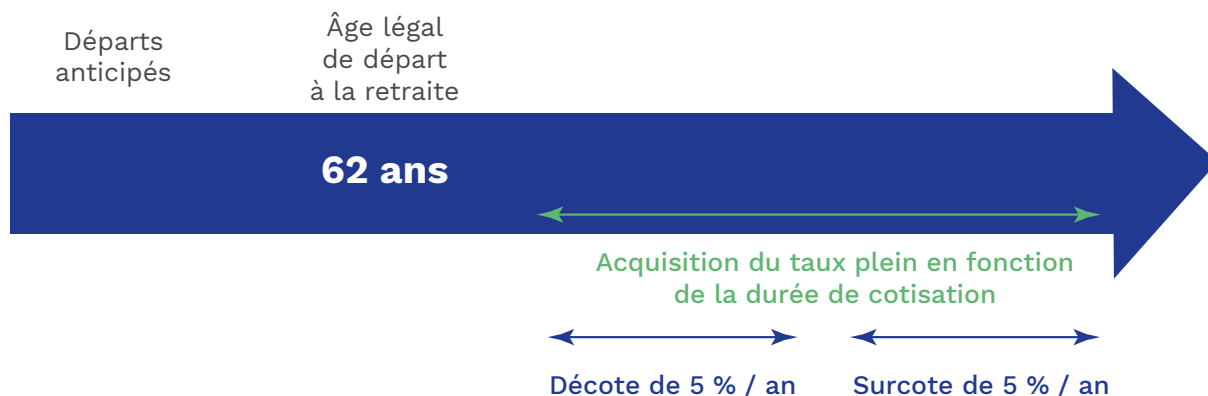 Départs
anticipés
Âge légal
de départ
à la retraite
62 ans
Acquisition du taux plein en fonction
de la durée de cotisation
Décote de 5 % / an
Surcote de 5 % / an